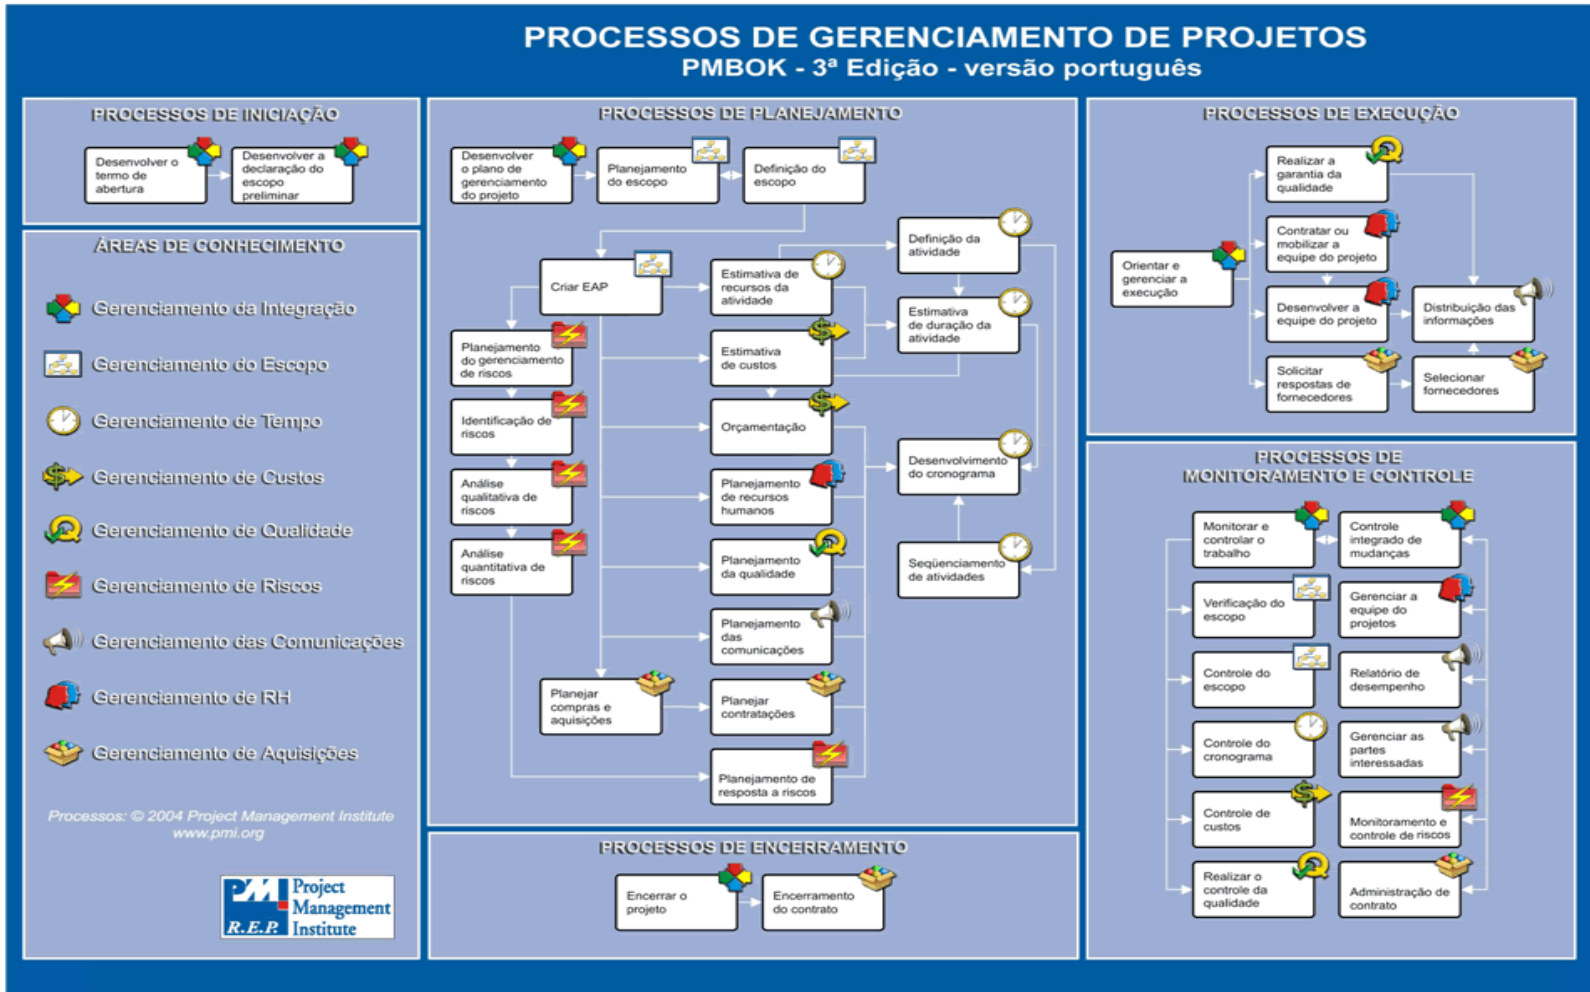 PROCESSOS DE GERENCIAMENTO DE PROJETOS
PMBOK - 3ª Edição - versão português
PROCESSOS DE INICIAÇÃO
Desenvolver o
termo de
abertura
Desenvolver a
declaração do
escopo
preliminar
ÁREAS DE CONHECIMENTO
Gerenciamento da Integração
Gerenciamento do Escopo
Gerenciamento de Tempo
Gerenciamento de Custos
Gerenciamento de Qualidade
Gerenciamento de Riscos
Gerenciamento das Comunicações
Gerenciamento de RH
Gerenciamento de Aquisições
Processos: © 2004 Project Management Institute
www.pmi.org
PMI
R.E.P.
Project
Management
Institute
PROCESSOS DE PLANEJAMENTO
Desenvolver
o plano de
gerenciamento
do projeto
Planejamento
do escopo
Definição do
escopo
Criar EAP
Estimativa de
recursos da
atividade
Definição da
atividade
Estimativa
de duração da
atividade
Planejamento
do gerenciamento
de riscos
Estimativa
de custos
Identificação de
riscos
Orçamentação
Desenvolvimento
do cronograma
Análise
qualitativa de
riscos
Planejamento
de recursos
humanos
Análise
quantitativa de
riscos
Planejamento
da qualidade
Seqüenciamento
de atividades
Planejamento
das
comunicações
Planejar
compras e
aquisições
Planejar
contratações
Planejamento de
resposta a riscos
PROCESSOS DE ENCERRAMENTO
Encerrar o
projeto
Encerramento
do contrato
PROCESSOS DE EXECUÇÃO
Realizar a
garantia da
qualidade
Contratar ou
mobilizar a
equipe do projeto
Orientar e
gerenciar a
execução
Desenvolver a
equipe do projeto
Distribuição das
informações
Solicitar
respostas de
fornecedores
Selecionar
fornecedores
PROCESSOS DE
MONITORAMENTO E CONTROLE
Monitorar e
controlar o
trabalho
Controle
integrado de
mudanças
Verificação do
escopo
Gerenciar a
equipe do
projetos
Controle do
escopo
Relatório de
desempenho
Controle do
cronograma
Gerenciar as
partes
interessadas
Controle de
custos
Monitoramento e
controle de riscos
Realizar o
controle da
qualidade
Administração de
contrato